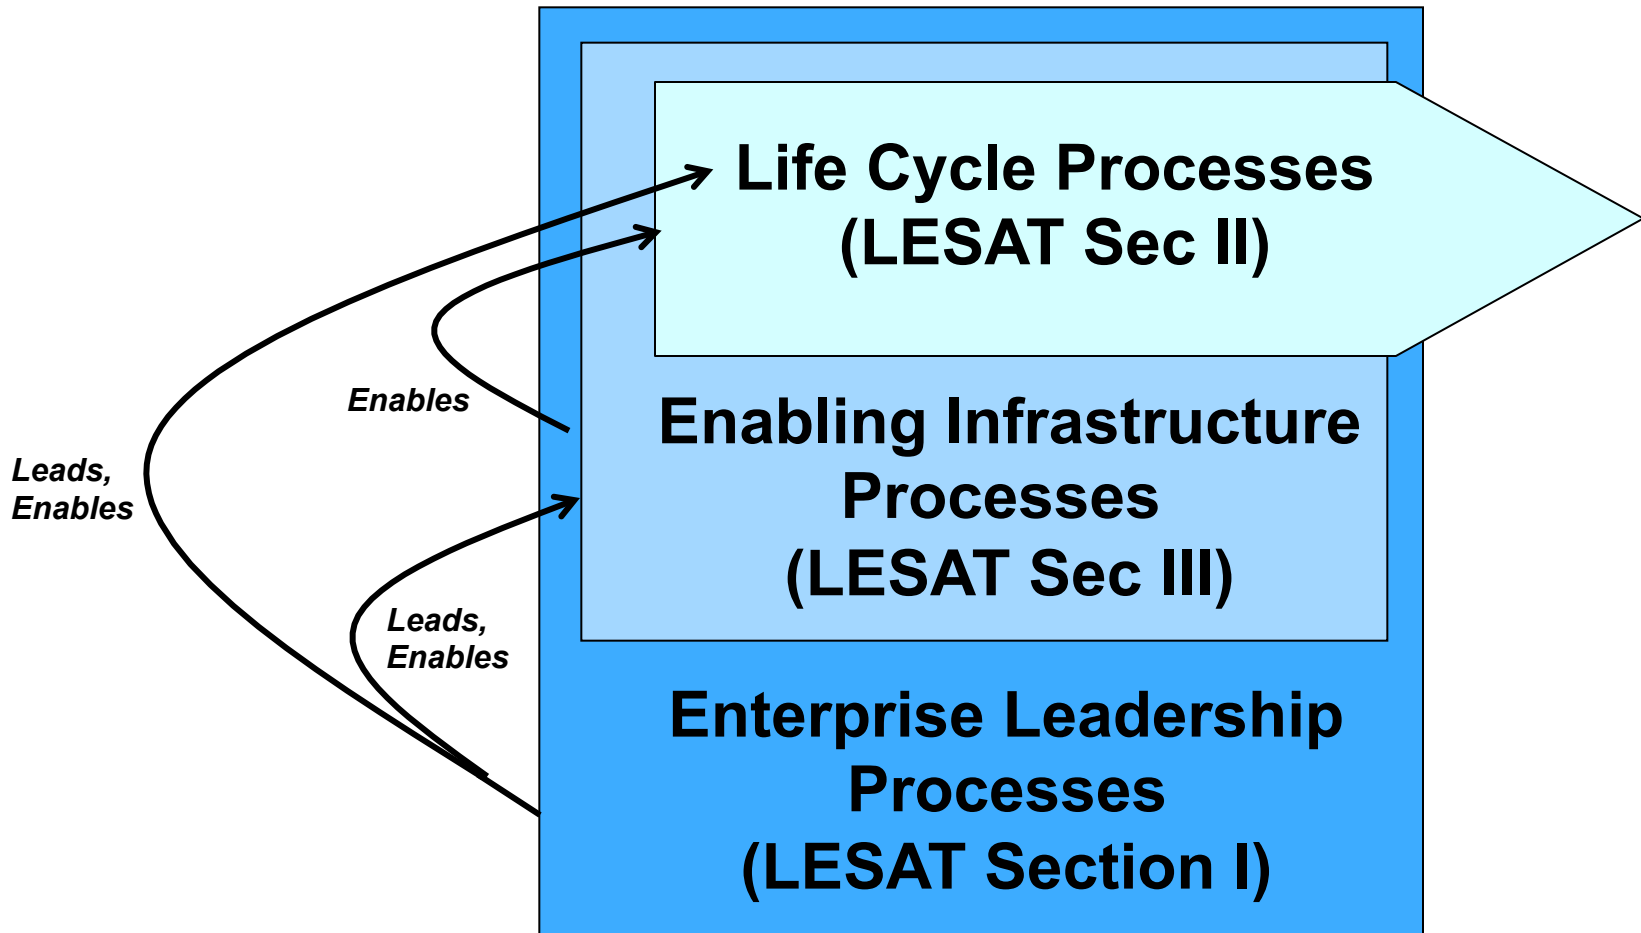 Life Cycle Processes
(LESAT Sec II)
Enables
Enabling Infrastructure
Processes
(LESAT Sec III)
Leads,
Enables
Leads,
Enables
Enterprise Leadership
Processes
(LESAT Section I)